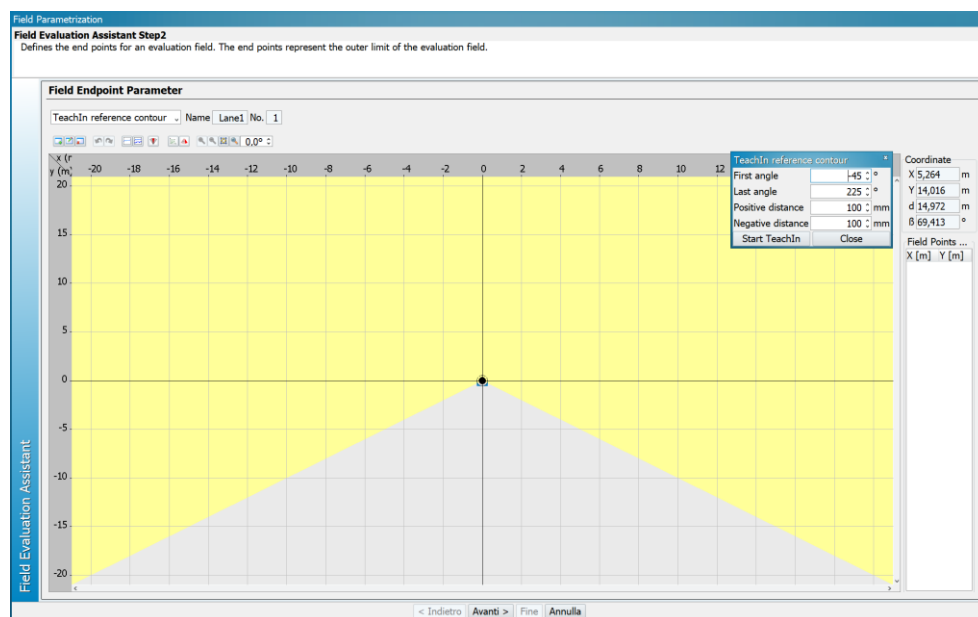 Field Parametrization
Field Evaluation Assistant Step2
Defines the end points for an evaluation field. The end points represent the outer limit of the evaluation field.
Field Endpoint Parameter
TeachIn reference contour Name Lane1 No. 1
0,0°
x (r
y (m
-20 -18 -16 -14 -12 -10 -8 -6 -4 -2 0 2 4 6 8 10 12
20
15
10
5
0
-5
-10
-15
-20
TeachIn reference contour
First angle -45 °
Last angle 225 °
Positive distance 100 mm
Negative distance 100 mm
Start TeachIn Close
Coordinate
X 5,264 m
Y 14,016 m
d 14,972 m
ß 69,413 °
Field Points ...
X [m] Y [m]
Field Evaluation Assistant
< Indietro Avanti > Fine Annulla